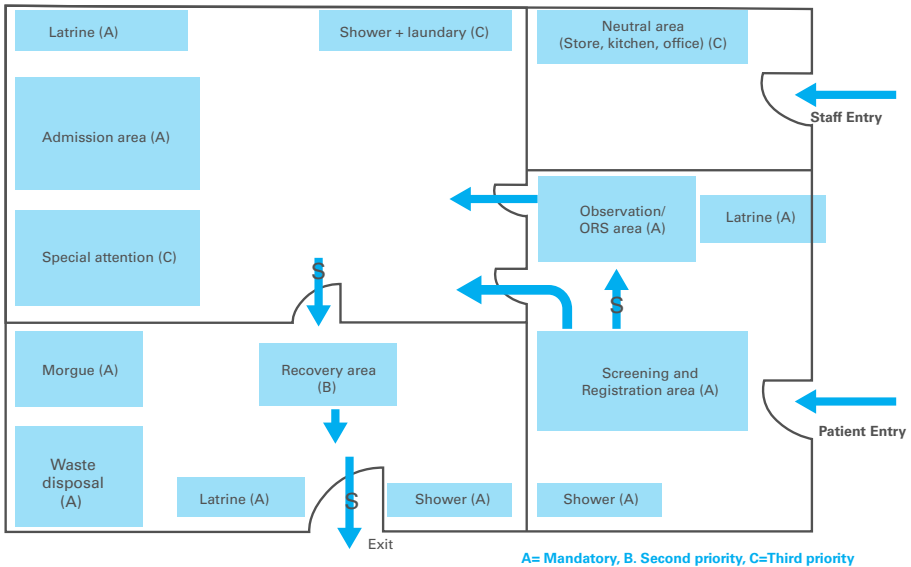 Latrine (A)
Shower + laundary (C)
Neutral area
(Store, kitchen, office) (C)
Admission area (A)
Staff Entry
Observation/
ORS area (A)
Latrine (A)
Special attention (C)
S
S
Morgue (A)
Recovery area
(B)
Screening and
Registration area (A)
Patient Entry
Waste
disposal
(A)
Latrine (A)
S
Shower (A)
Shower (A)
Exit
A= Mandatory, B. Second priority, C=Third priority